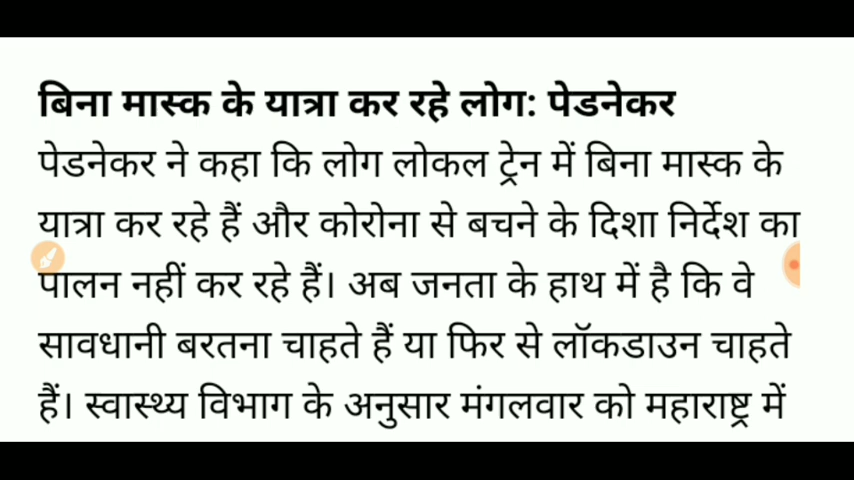 बिना मास्क के यात्रा कर रहे लोग: पेडनेकर
पेडनेकर ने कहा कि लोग लोकल ट्रेन में बिना मास्क के
यात्रा कर रहे हैं और कोरोना से बचने के दिशा निर्देश का
पालन नहीं कर रहे हैं। अब जनता के हाथ में है कि वे
सावधानी बरतना चाहते हैं या फिर से लॉकडाउन चाहते
हैं। स्वास्थ्य विभाग के अनुसार मंगलवार को महाराष्ट्र में